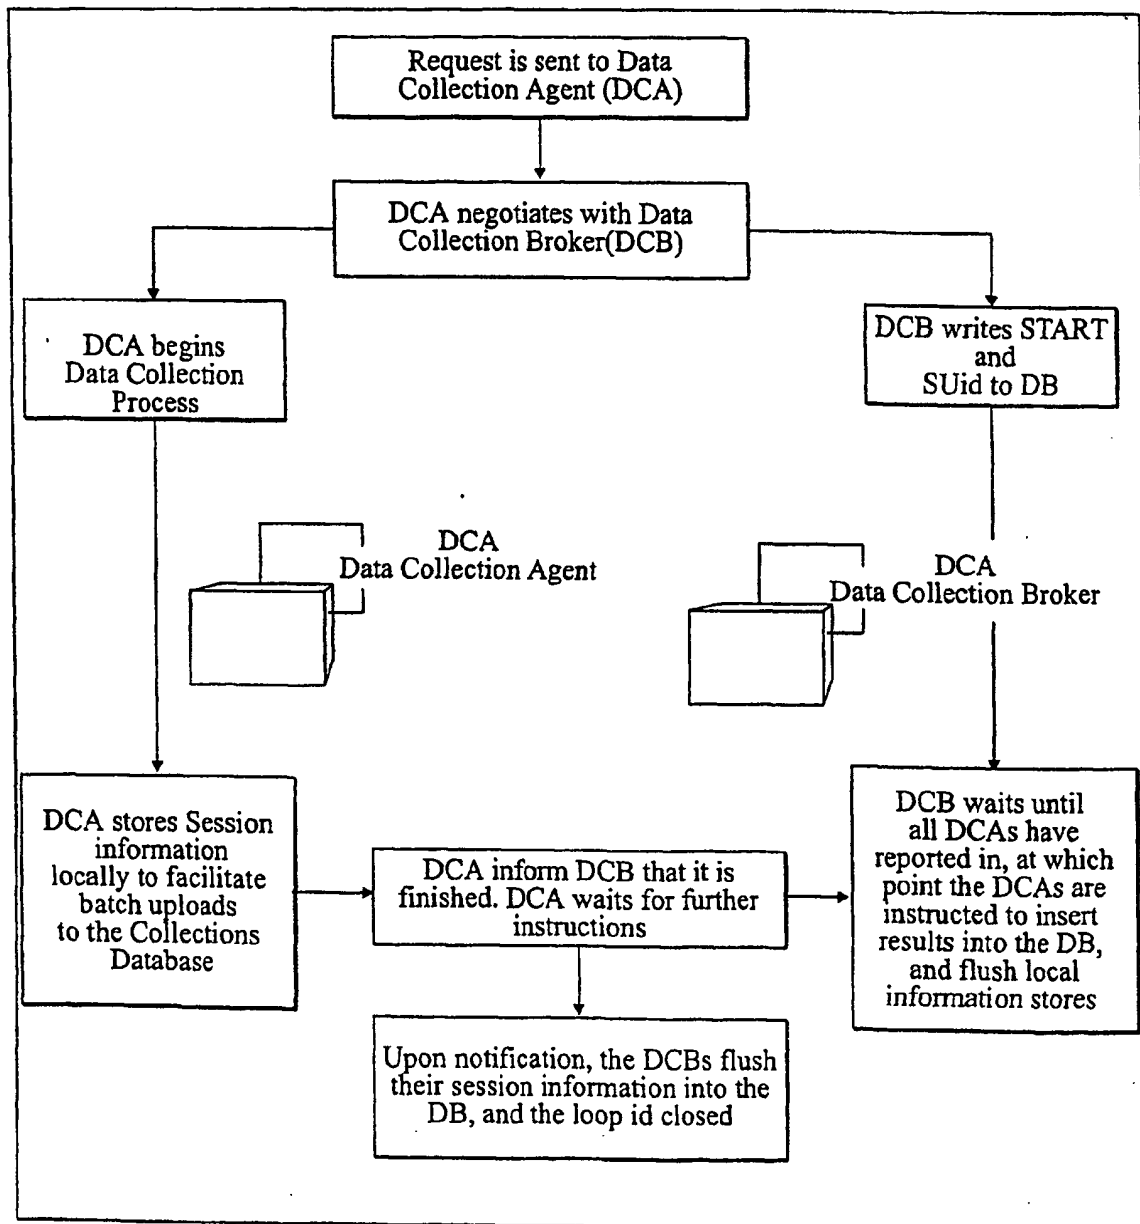 Request is sent to Data
Collection Agent (DCA)
DCA negotiates with Data
Collection Broker(DCB)
DCA begins
Data Collection
Process
DCB writes START
and
SUid to DB
DCA
Data Collection Agent
DCA
Data Collection Broker
DCA stores Session
information
locally to facilitate
batch uploads
to the Collections
Database
DCA inform DCB that it is
finished. DCA waits for further
instructions
DCB waits until
all DCAs have
reported in, at which
point the DCAs are
instructed to insert
results into the DB,
and flush local
information stores
Upon notification, the DCBs flush
their session information into the
DB, and the loop id closed